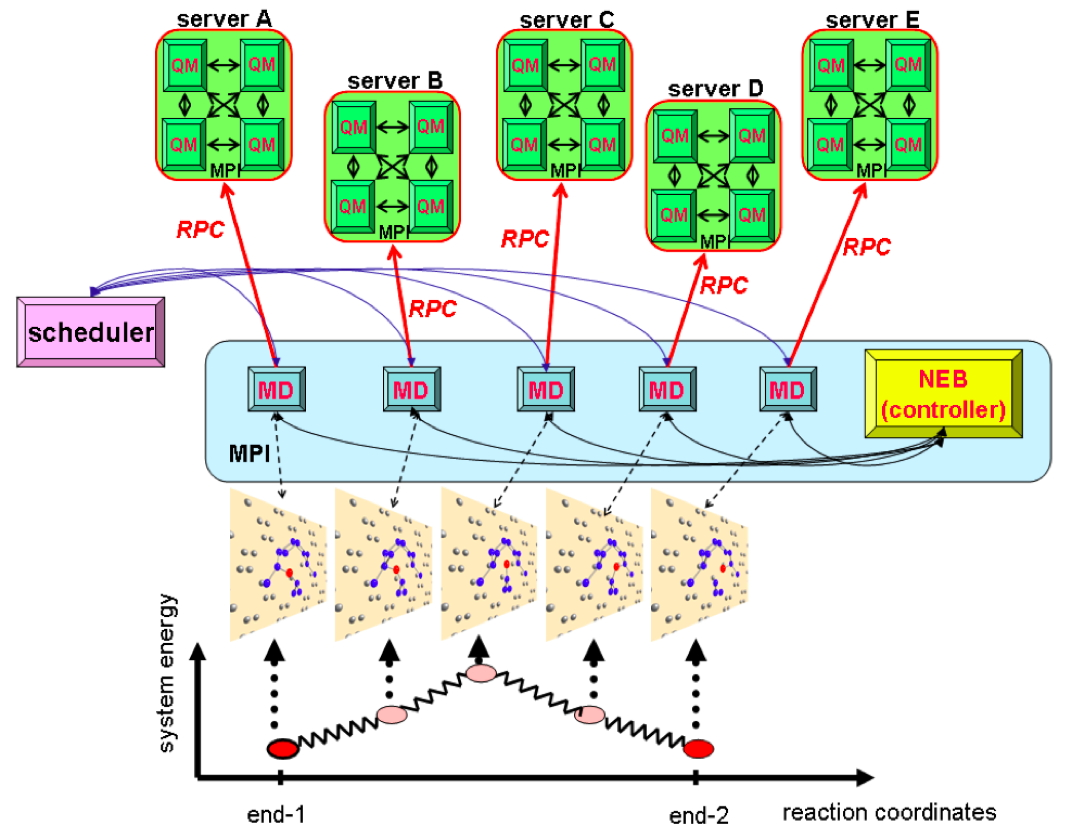 server A
server C
server E
server B
server D
QM QM
QM QM
MPI
QM QM
QM QM
MPI
QM QM
QM QM
MPI
QM QM
QM QM
MPI
QM QM
QM QM
MPI
RPC
RPC
RPC
RPC
RPC
scheduler
MD
MD
MD
MD
MD
NEB
(controller)
MPI
system energy
end-1
end-2
reaction coordinates